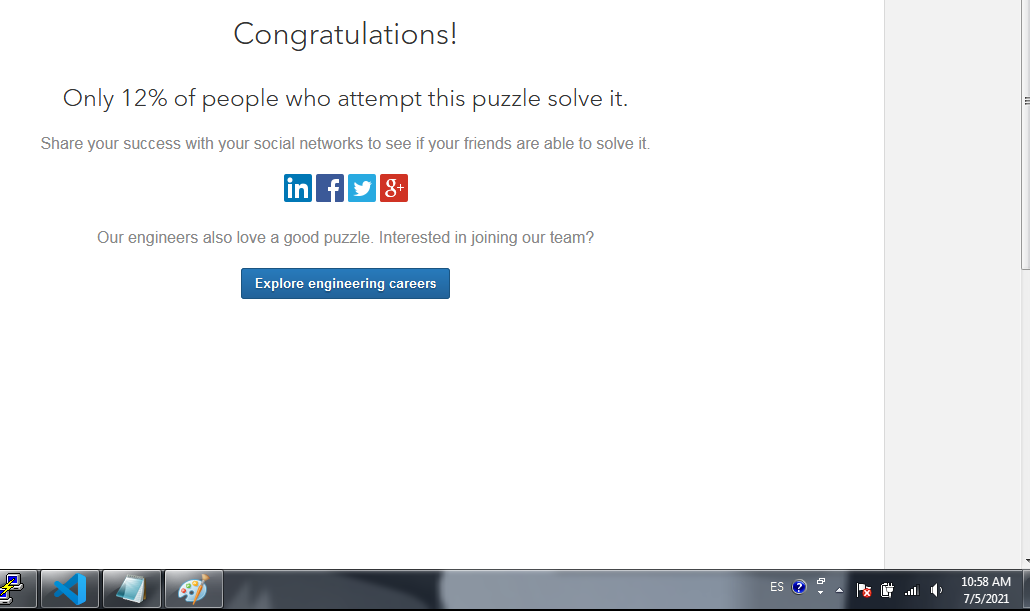 Congratulations!
Only 12% of people who attempt this puzzle solve it.
Share your success with your social networks to see if your friends are able to solve it.
in f g+
Our engineers also love a good puzzle. Interested in joining our team?
Explore engineering careers
ES ? 10:58 AM
7/5/2021